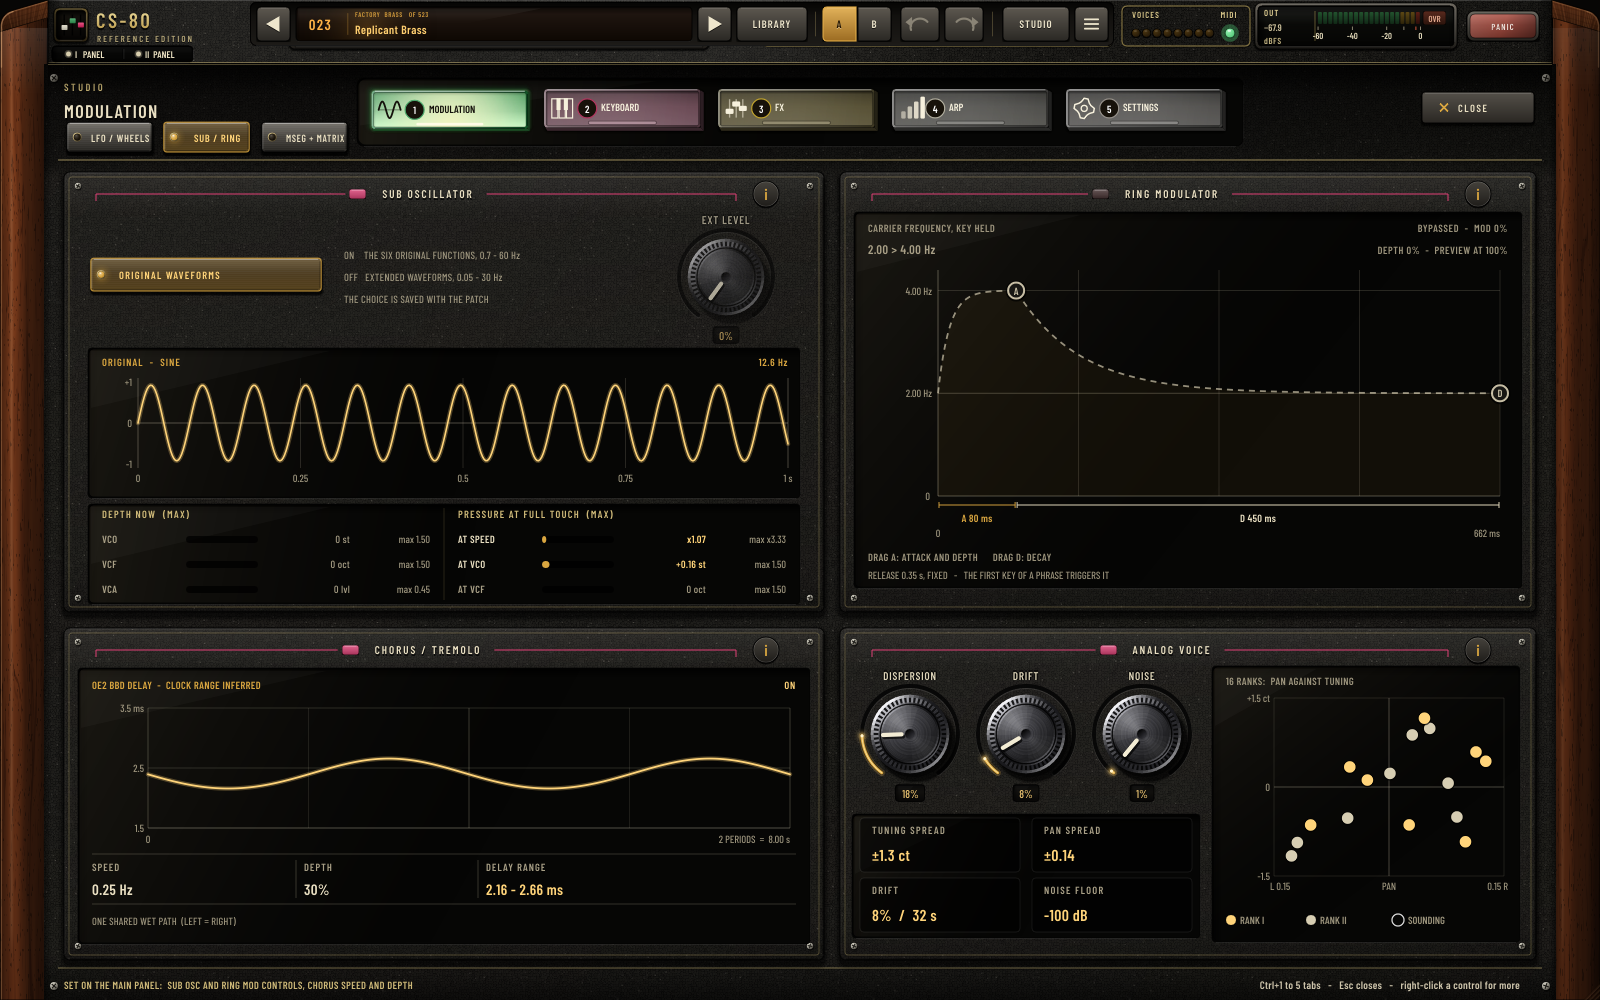 CS-80
REFERENCE EDITION
I PANEL
II PANEL
023
FACTORY BRASS OF 523
Replicant Brass
LIBRARY
A
B
STUDIO
VOICES
MIDI
OUT
-67.9
dBFS
-60 -40 -20 0
OVR
PANIC
STUDIO
MODULATION
LFO / WHEELS
SUB / RING
MSEG + MATRIX
1 MODULATION
2 KEYBOARD
3 FX
4 ARP
5 SETTINGS
× CLOSE
SUB OSCILLATOR
i
EXT LEVEL
ORIGINAL WAVEFORMS
ON THE SIX ORIGINAL FUNCTIONS, 0.7 - 60 Hz
OFF EXTENDED WAVEFORMS, 0.05 - 30 Hz
THE CHOICE IS SAVED WITH THE PATCH
0%
ORIGINAL - SINE
12.6 Hz
+1
0
-1
0 0.25 0.5 0.75 1 s
DEPTH NOW (MAX)
VCO 0 st max 1.50
VCF 0 oct max 1.50
VCA 0 lvl max 0.45
PRESSURE AT FULL TOUCH (MAX)
AT SPEED x1.07 max x3.33
AT VCO +0.16 st max 1.50
AT VCF 0 oct max 1.50
RING MODULATOR
i
CARRIER FREQUENCY, KEY HELD
BYPASSED - MOD 0%
2.00 > 4.00 Hz
DEPTH 0% - PREVIEW AT 100%
4.00 Hz
A
2.00 Hz
D
0
A 80 ms
D 450 ms
0
662 ms
DRAG A: ATTACK AND DEPTH DRAG D: DECAY
RELEASE 0.35 s, FIXED - THE FIRST KEY OF A PHRASE TRIGGERS IT
CHORUS / TREMOLO
i
OE2 BBD DELAY - CLOCK RANGE INFERRED
ON
3.5 ms
2.5
1.5
0
2 PERIODS = 8.00 s
SPEED
0.25 Hz
DEPTH
30%
DELAY RANGE
2.16 - 2.66 ms
ONE SHARED WET PATH (LEFT = RIGHT)
ANALOG VOICE
i
DISPERSION
DRIFT
NOISE
18%
8%
1%
TUNING SPREAD
±1.3 ct
PAN SPREAD
±0.14
DRIFT
8% / 32 s
NOISE FLOOR
-100 dB
16 RANKS: PAN AGAINST TUNING
+1.5 ct
0
-1.5
L 0.15
PAN
0.15 R
RANK I
RANK II
SOUNDING
SET ON THE MAIN PANEL: SUB OSC AND RING MOD CONTROLS, CHORUS SPEED AND DEPTH
Ctrl+1 to 5 tabs - Esc closes - right-click a control for more